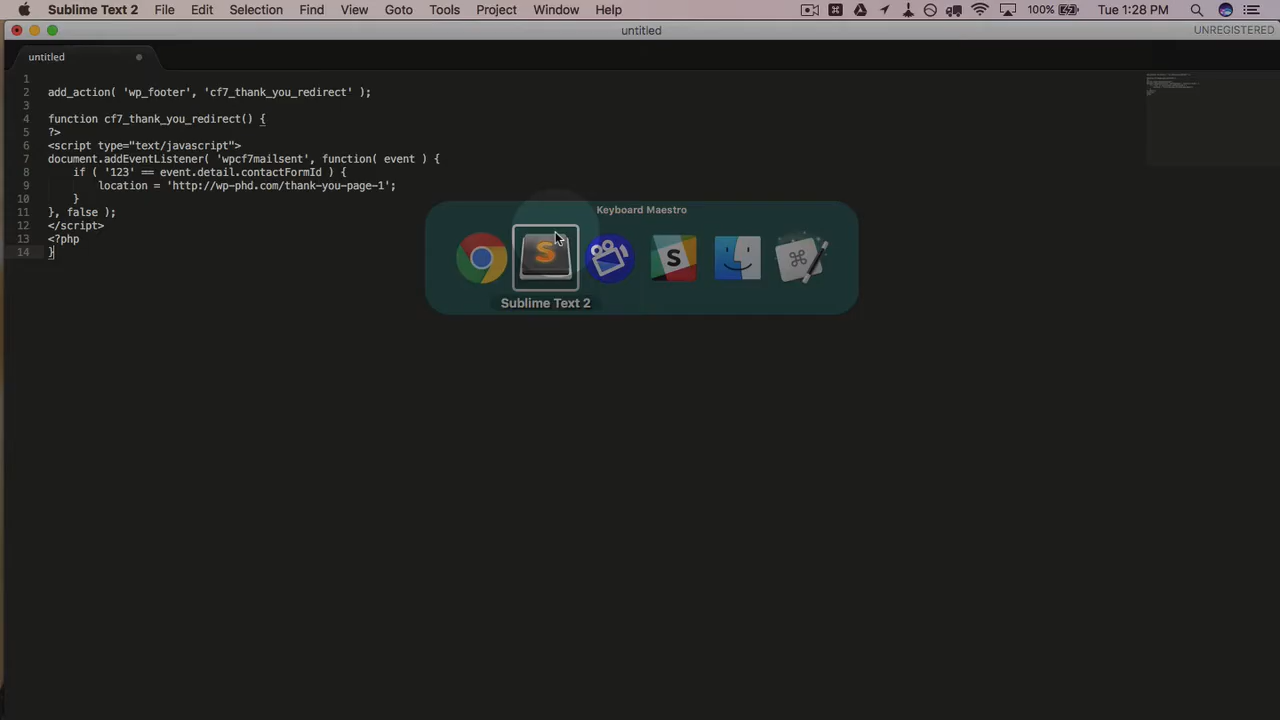 Sublime Text 2 File Edit Selection Find View Goto Tools Project Window Help 100% Tue 1:28 PM
untitled UNREGISTERED
untitled
1
2 add_action( 'wp_footer', 'cf7_thank_you_redirect' );
3
4 function cf7_thank_you_redirect() {
5 ?>
6 <script type="text/javascript">
7 document.addEventListener( 'wpcf7mailsent', function( event ) {
8 if ( '123' == event.detail.contactFormId ) {
9 location = 'http://wp-phd.com/thank-you-page-1';
10 }
11 }, false );
12 </script>
13 <?php
14 }
Keyboard Maestro
Sublime Text 2